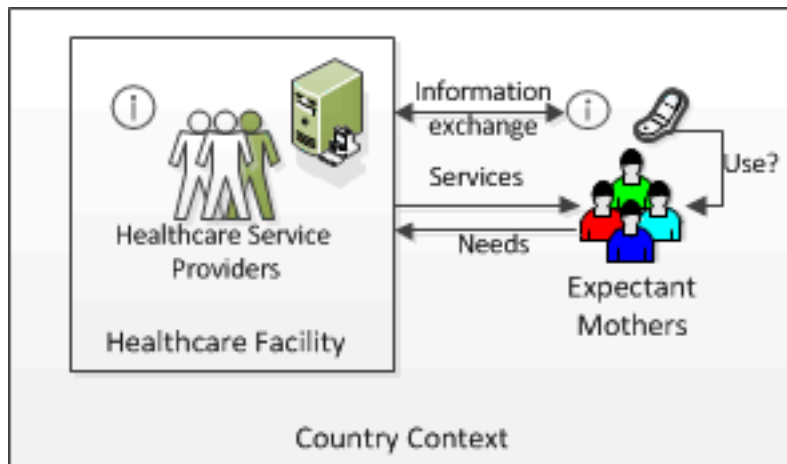 Information
exchange
Services
Use?
Needs
Healthcare Service
Providers
Expectant
Mothers
Healthcare Facility
Country Context
i
i